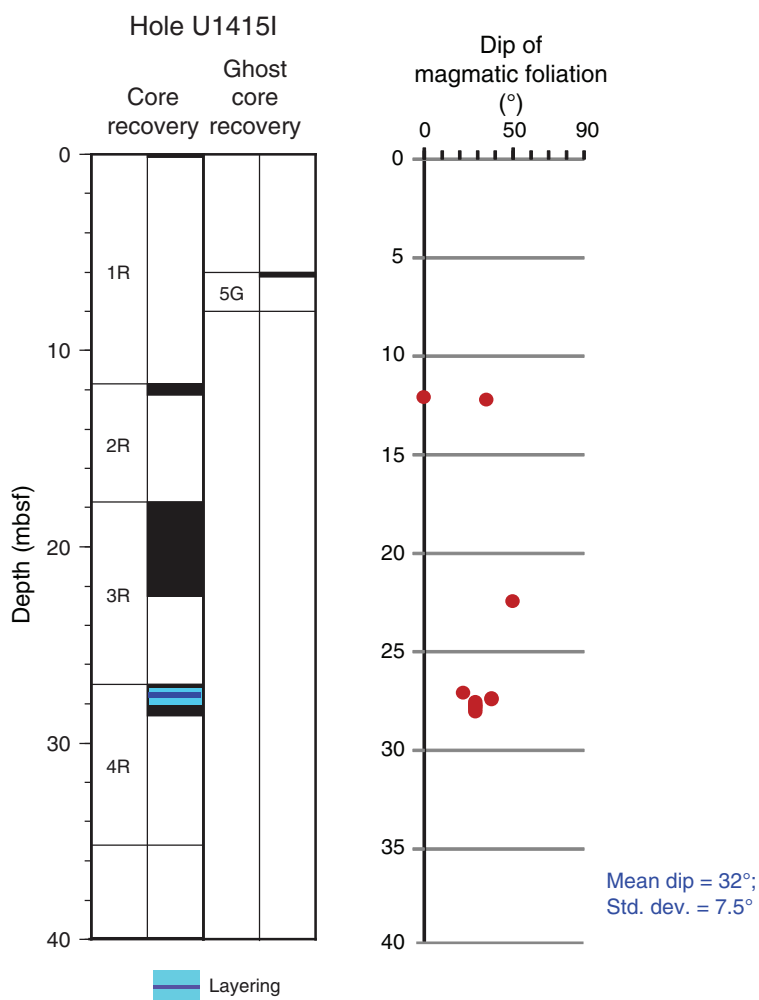 Hole U1415I
Core
recovery
Ghost
core
recovery
Dip of
magmatic foliation
(°)
0 50 90
Depth (mbsf)
0
10
20
30
40
1R
2R
3R
4R
5G
0
5
10
15
20
25
30
35
40
Mean dip = 32°;
Std. dev. = 7.5°
Layering